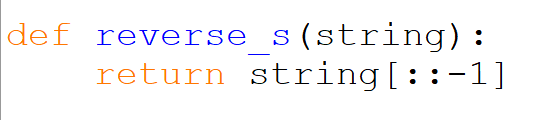 def reverse_s(string):
    return string[::-1]